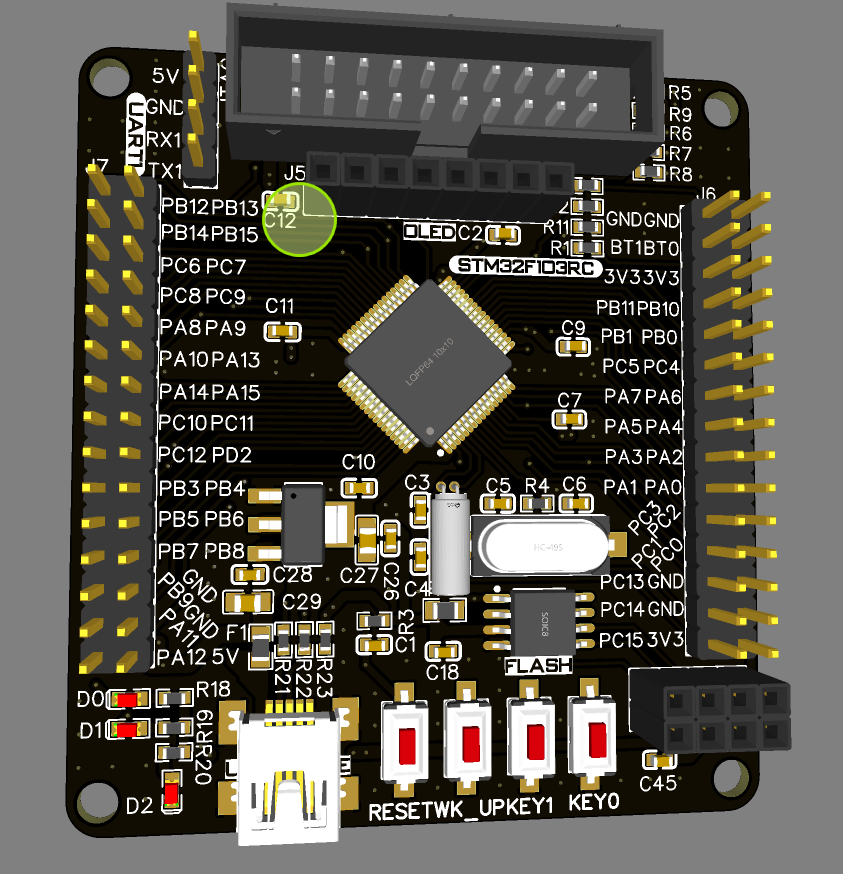 5V
GND
RX1
TX1
UART
J7
J5
C12
OLED
C2
R5
R9
R6
R7
R8
2
R11
R1
J6
STM32F103RC
PB12 PB13
PB14 PB15
PC6 PC7
PC8 PC9
PA8 PA9
PA10 PA13
PA14 PA15
PC10 PC11
PC12 PD2
PB3 PB4
PB5 PB6
PB7 PB8
GND
PB9 GND
PA11
PA12 5V
GND GND
BT1 BT0
3V3 3V3
PB11 PB10
PB1 PB0
PC5 PC4
PA7 PA6
PA5 PA4
PA3 PA2
PA1 PA0
PC3
PC2
PC1
PC0
PC13 GND
PC14 GND
PC15 3V3
C11
C9
C7
LQFP64 10x10
C10
C3
C5 R4 C6
HC-49S
C28
C27
C26
C4
C29
R3
C1
F1
C18
SOIC8
FLASH
R21
R22
R23
D0
R18
D1
R19
R20
D2
RESET WK_UP KEY1 KEY0
C45